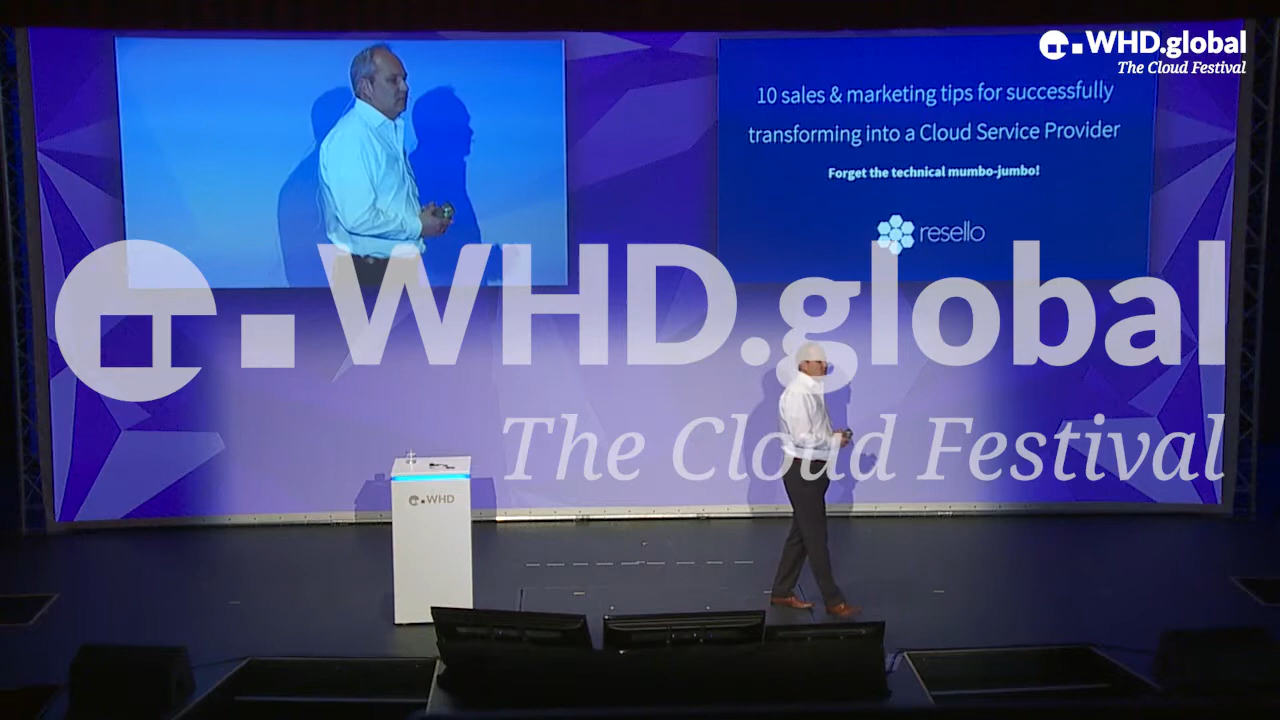 WHD.global
The Cloud Festival
10 sales & marketing tips for successfully
transforming into a Cloud Service Provider
Forget the technical mumbo-jumbo!
resello
WHD.global
The Cloud Festival
WHD